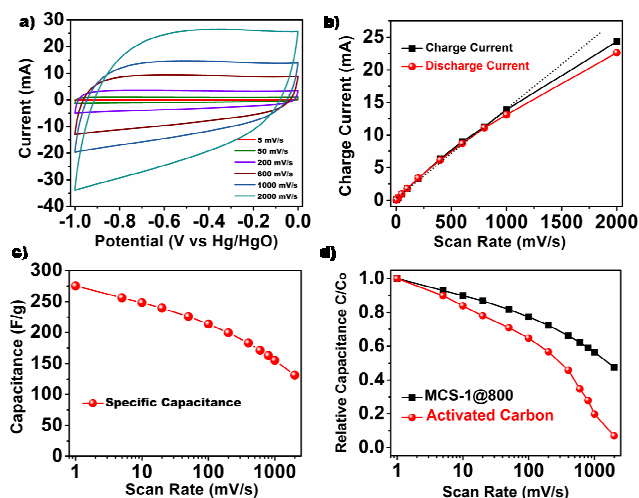 a)
30
20
10
0
-10
-20
-30
-40
Current (mA)
5 mV/s
50 mV/s
200 mV/s
600 mV/s
1000 mV/s
2000 mV/s
-1.0 -0.8 -0.6 -0.4 -0.2 0.0
Potential (V vs Hg/HgO)
b)
25
20
15
10
5
0
Charge Current (mA)
Charge Current
Discharge Current
0 500 1000 1500 2000
Scan Rate (mV/s)
c)
300
250
200
150
100
50
0
Capacitance (F/g)
Specific Capacitance
1 10 100 1000
Scan Rate (mV/s)
d)
1.0
0.8
0.6
0.4
0.2
0.0
Relative Capacitance C/Co
MCS-1@800
Activated Carbon
1 10 100 1000
Scan Rate (mV/s)